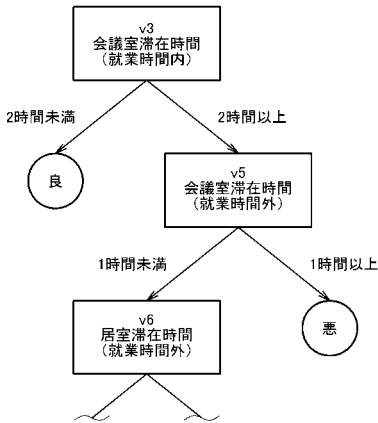 v3
会議室滞在時間
(就業時間内)
2時間未満
2時間以上
良
v5
会議室滞在時間
(就業時間外)
1時間未満
1時間以上
v6
居室滞在時間
(就業時間外)
悪